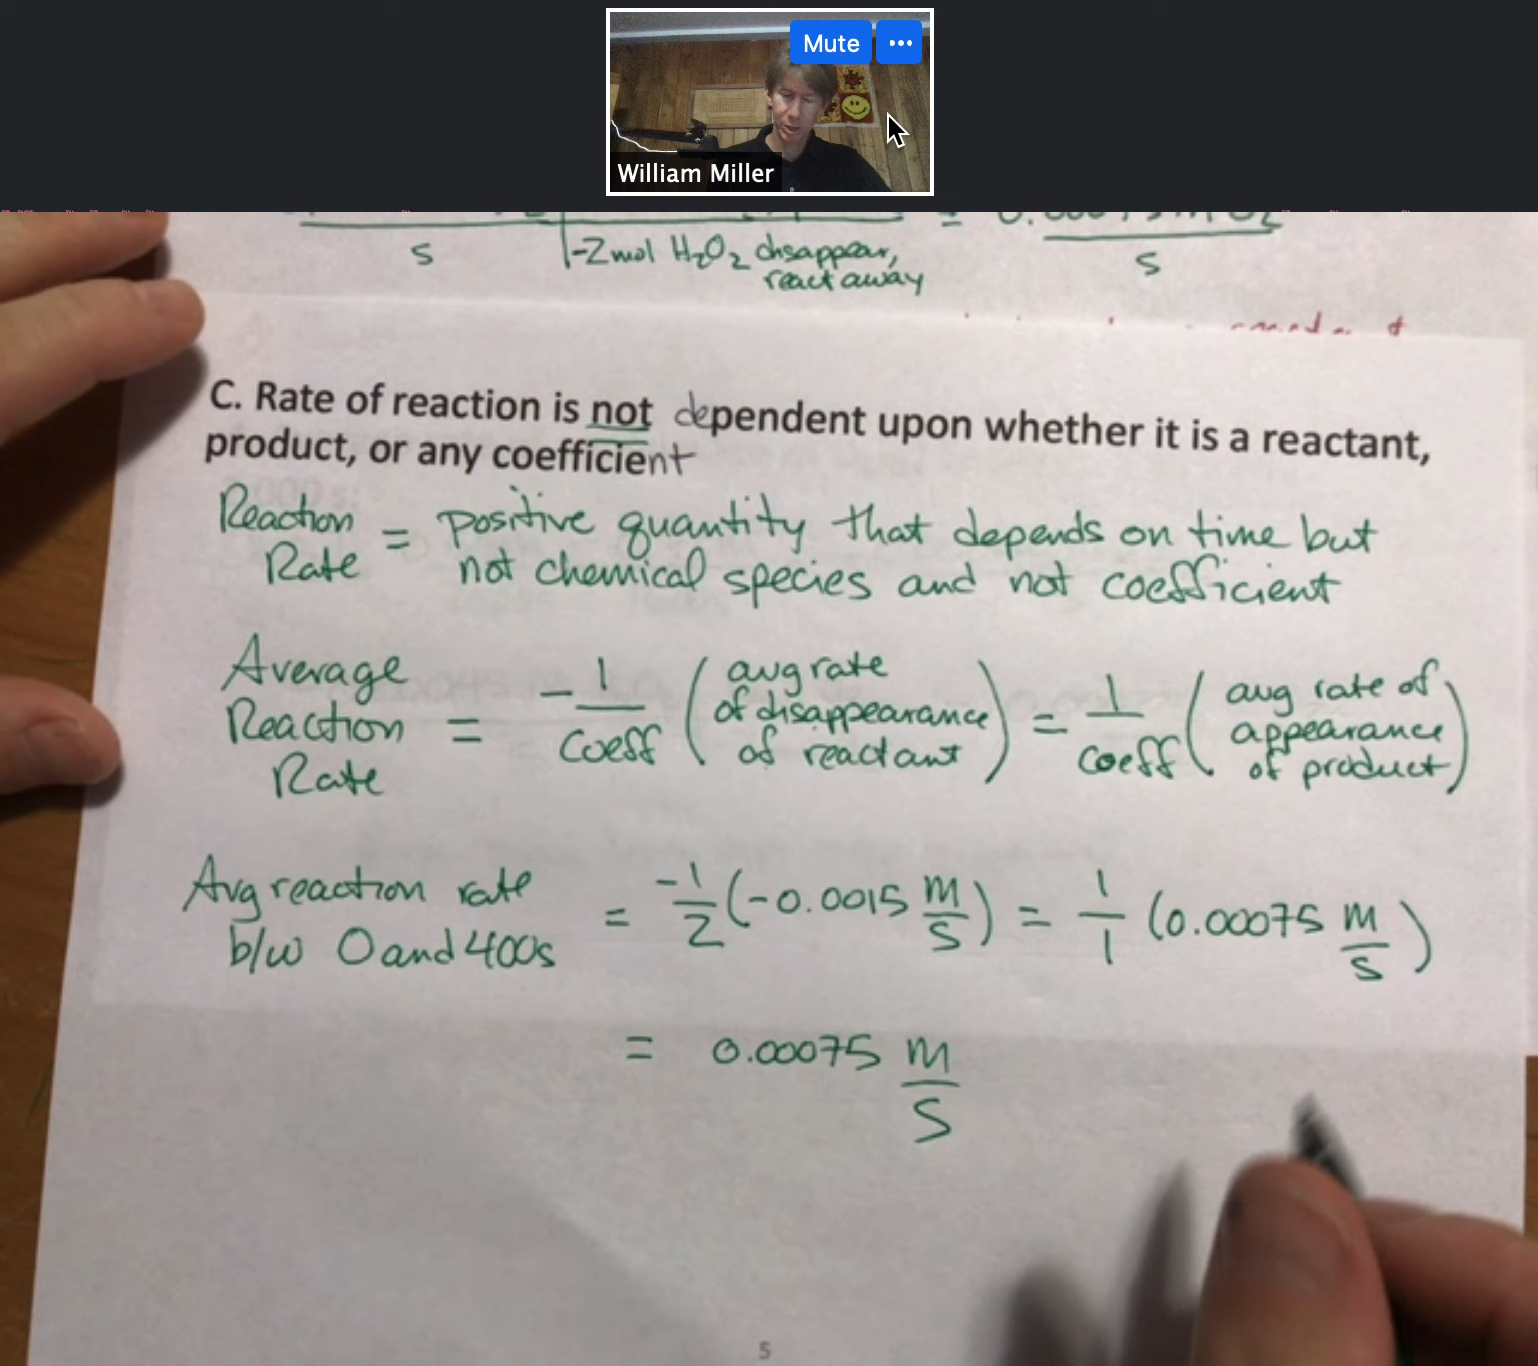 Mute
William Miller
s |-2mol H₂O₂ disappear, = s
react away
C. Rate of reaction is not dependent upon whether it is a reactant,
product, or any coefficient
Reaction Rate = positive quantity that depends on time but
not chemical species and not coefficient
Average Reaction Rate = -1/coeff (avg rate of disappearance of reactant) = 1/coeff (avg rate of appearance of product)
Avg reaction rate b/w 0 and 400s = -1/2 (-0.0015 M/s) = 1/1 (0.00075 M/s)
= 0.00075 M/s
5